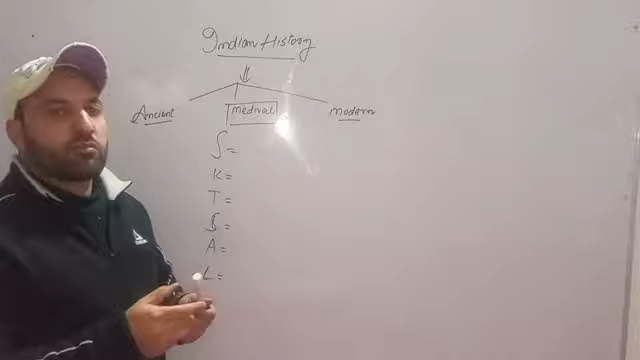 Indian History
Ancient Medival Modern
S =
K =
T =
S =
A =
L =